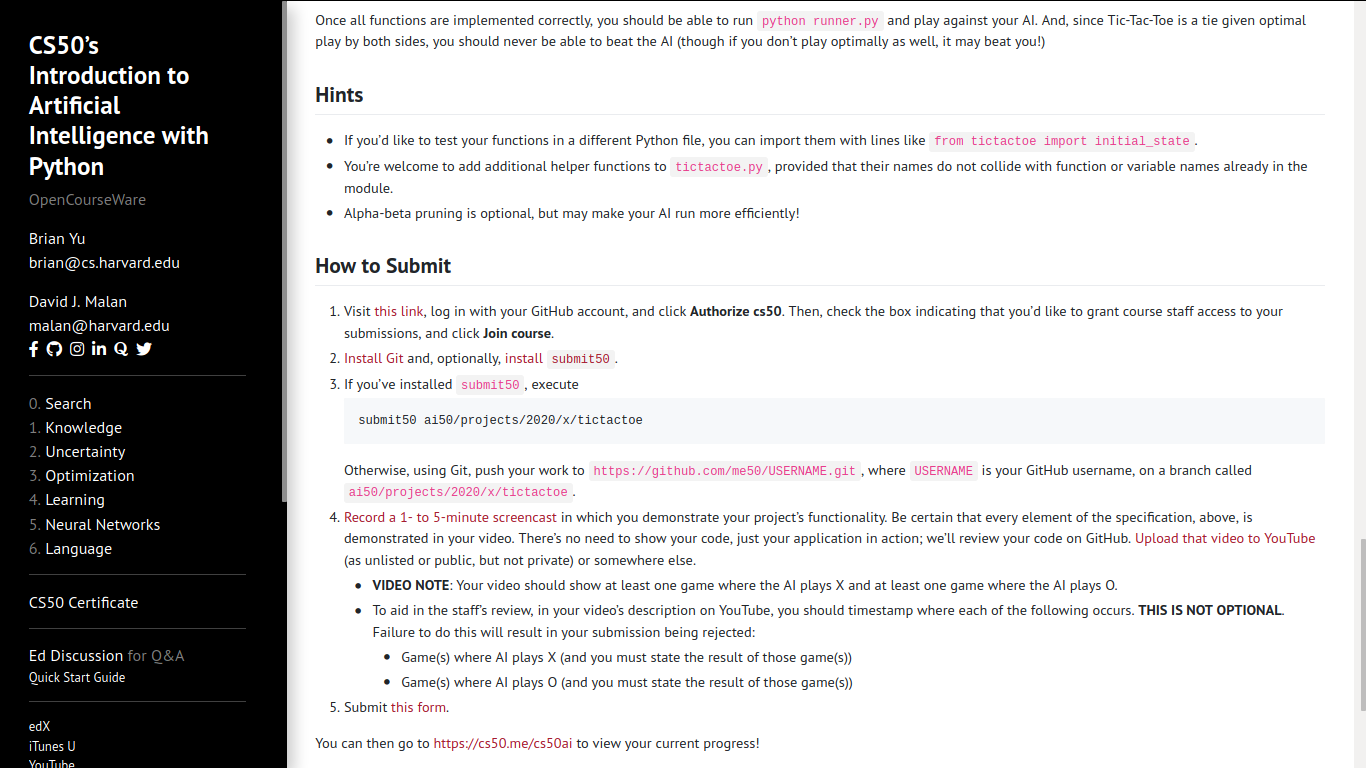 CS50’s
Introduction to
Artificial
Intelligence with
Python
OpenCourseWare
Brian Yu
brian@cs.harvard.edu
David J. Malan
malan@harvard.edu
0. Search
1. Knowledge
2. Uncertainty
3. Optimization
4. Learning
5. Neural Networks
6. Language
CS50 Certificate
Ed Discussion for Q&A
Quick Start Guide
edX
iTunes U
YouTube
Once all functions are implemented correctly, you should be able to run python runner.py and play against your AI. And, since Tic-Tac-Toe is a tie given optimal
play by both sides, you should never be able to beat the AI (though if you don’t play optimally as well, it may beat you!)
Hints
• If you’d like to test your functions in a different Python file, you can import them with lines like from tictactoe import initial_state.
• You’re welcome to add additional helper functions to tictactoe.py, provided that their names do not collide with function or variable names already in the
module.
• Alpha-beta pruning is optional, but may make your AI run more efficiently!
How to Submit
1. Visit this link, log in with your GitHub account, and click Authorize cs50. Then, check the box indicating that you’d like to grant course staff access to your
submissions, and click Join course.
2. Install Git and, optionally, install submit50.
3. If you’ve installed submit50, execute
submit50 ai50/projects/2020/x/tictactoe
Otherwise, using Git, push your work to https://github.com/me50/USERNAME.git, where USERNAME is your GitHub username, on a branch called
ai50/projects/2020/x/tictactoe.
4. Record a 1- to 5-minute screencast in which you demonstrate your project’s functionality. Be certain that every element of the specification, above, is
demonstrated in your video. There’s no need to show your code, just your application in action; we’ll review your code on GitHub. Upload that video to YouTube
(as unlisted or public, but not private) or somewhere else.
• VIDEO NOTE: Your video should show at least one game where the AI plays X and at least one game where the AI plays O.
• To aid in the staff’s review, in your video’s description on YouTube, you should timestamp where each of the following occurs. THIS IS NOT OPTIONAL.
Failure to do this will result in your submission being rejected:
• Game(s) where AI plays X (and you must state the result of those game(s))
• Game(s) where AI plays O (and you must state the result of those game(s))
5. Submit this form.
You can then go to https://cs50.me/cs50ai to view your current progress!